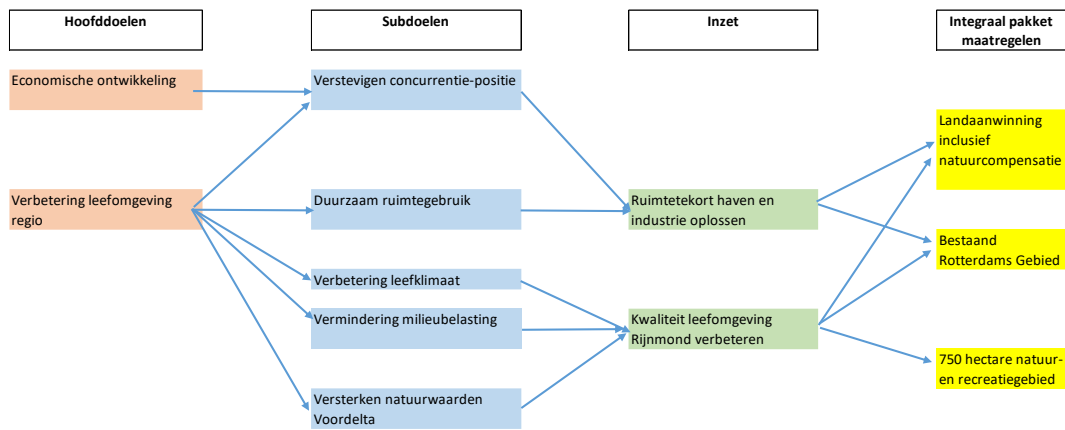 Hoofddoelen
Subdoelen
Inzet
Integraal pakket
maatregelen
Economische ontwikkeling
Verstevigen concurrentie-positie
Landaanwinning
inclusief
natuurcompensatie
Verbetering leefomgeving
regio
Duurzaam ruimtegebruik
Ruimtetekort haven en
industrie oplossen
Bestaand
Rotterdams Gebied
Verbetering leefklimaat
Vermindering milieubelasting
Kwaliteit leefomgeving
Rijnmond verbeteren
750 hectare natuur-
en recreatiegebied
Versterken natuurwaarden
Voordelta